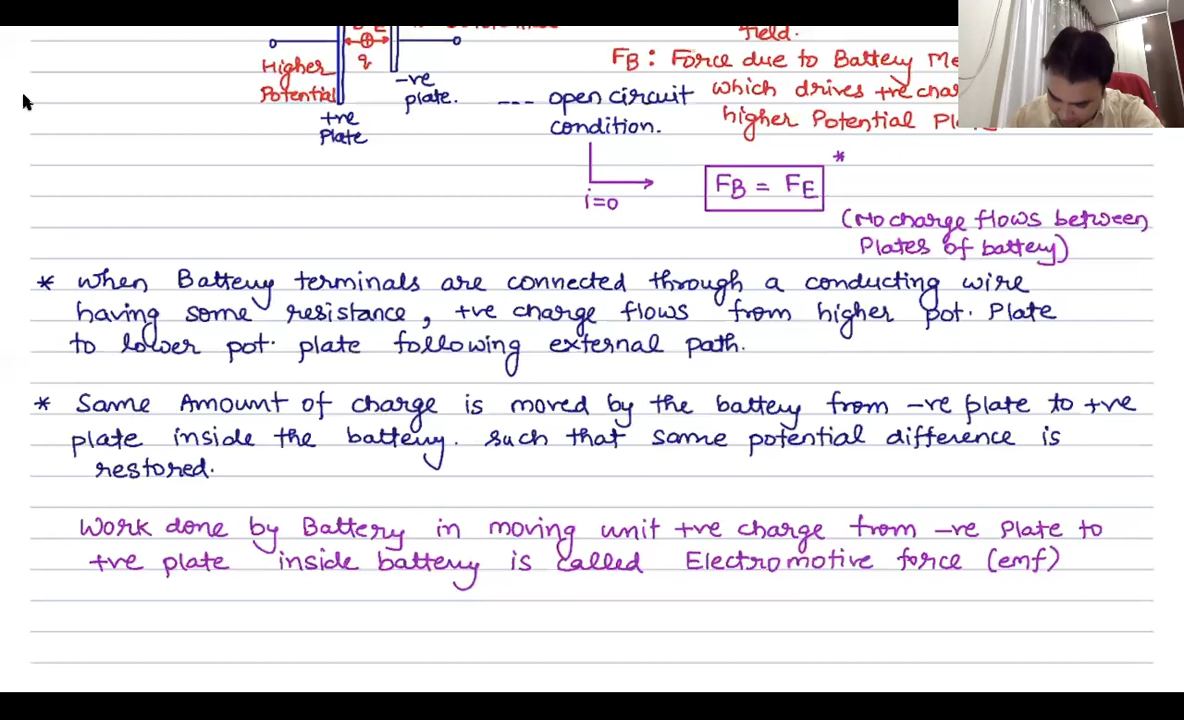 field.
Higher
Potential
q
-ve
plate.
+ve
Plate
--- open circuit
condition.
FB : Force due to Battery
which drives +ve
higher Potential
i=0
FB = FE
*
(No charge flows between
Plates of battery)
* when Battery terminals are connected through a conducting wire
having some resistance, +ve charge flows from higher pot. Plate
to lower pot. plate following external path.
* Same Amount of charge is moved by the battery from -ve plate to +ve
plate inside the battery. such that same potential difference is
restored.
Work done by Battery in moving unit +ve charge from -ve Plate to
+ve plate inside battery is called Electromotive force (emf)